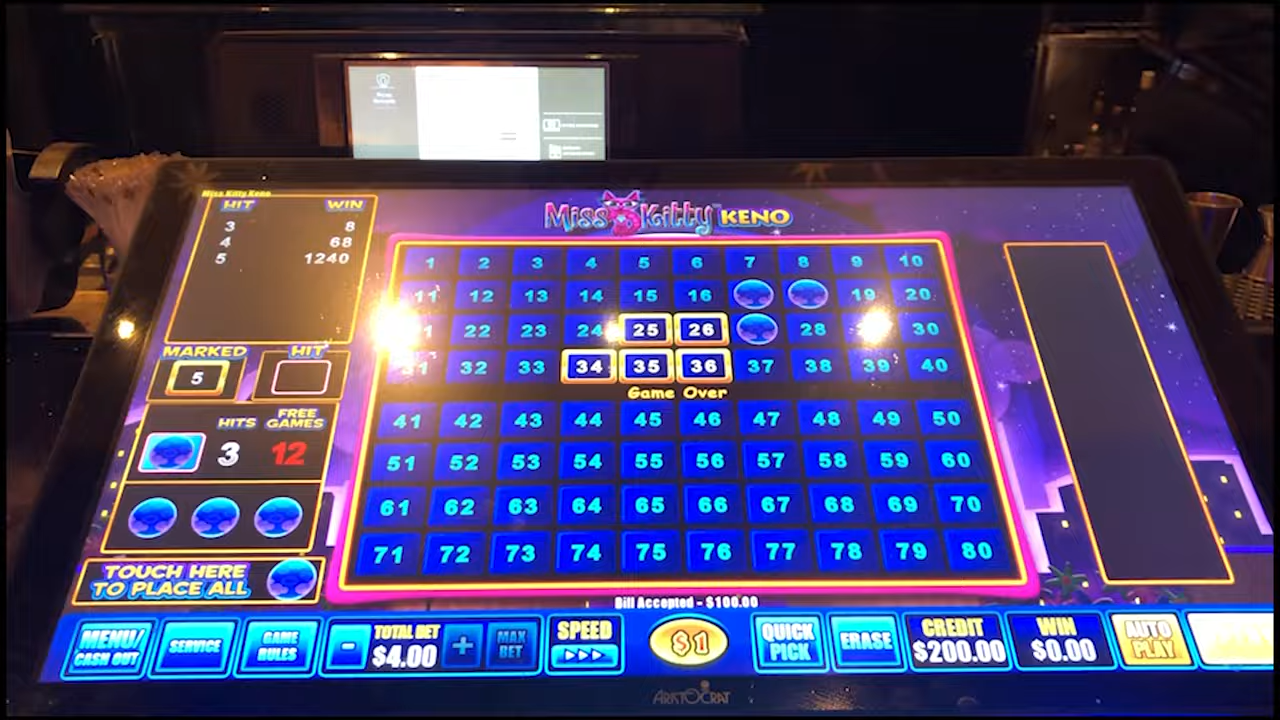 Miss Kitty Keno
HIT WIN
3 8
4 68
5 1240
MARKED HIT
5
HITS FREE GAMES
3 12
TOUCH HERE
TO PLACE ALL
Miss Kitty KENO
1 2 3 4 5 6 7 8 9 10
11 12 13 14 15 16 19 20
22 23 24 25 26 28 30
31 32 33 34 35 36 37 38 39 40
Game Over
41 42 43 44 45 46 47 48 49 50
51 52 53 54 55 56 57 58 59 60
61 62 63 64 65 66 67 68 69 70
71 72 73 74 75 76 77 78 79 80
Bill Accepted - $100.00
MENU/
CASH OUT
SERVICE
GAME
RULES
-
TOTAL BET
$4.00
+
MAX
BET
SPEED
$1
QUICK
PICK
ERASE
CREDIT
$200.00
WIN
$0.00
AUTO
PLAY
ARISTOCRAT